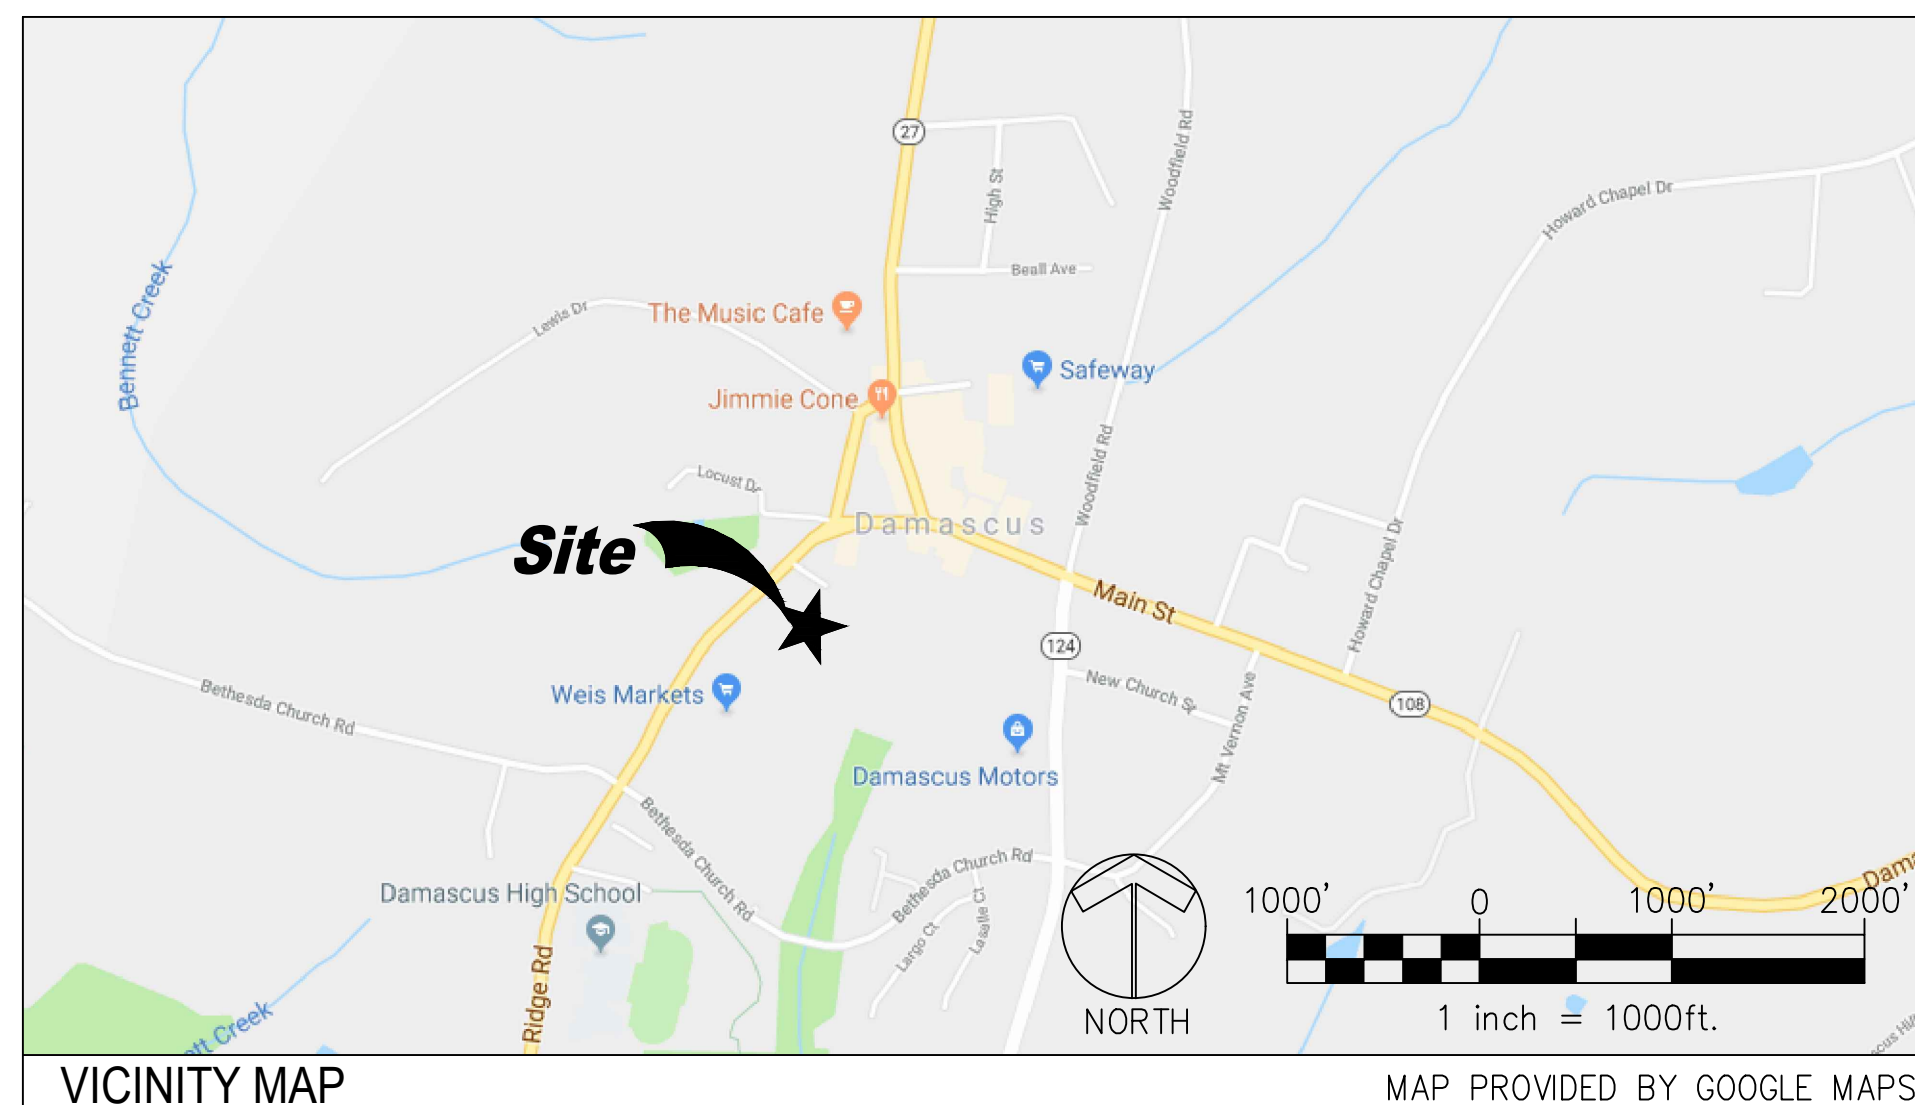 27
Woodfield Rd
High St
Howard Chapel Dr
Beall Ave
Bennett Creek
Lewis Dr
The Music Cafe
Safeway
Jimmie Cone
Woodfield Rd
Locust Dr
Damascus
Site
Howard Chapel Dr
Main St
124
New Church St
Mt Vernon Ave
108
Weis Markets
Bethesda Church Rd
Damascus Motors
Bethesda Church Rd
Bethesda Church Rd
Damascus High School
Largo Ct
Lasalle Ct
Dama
Ridge Rd
ett Creek
1000' 0 1000' 2000'
NORTH
1 inch = 1000ft.
VICINITY MAP
MAP PROVIDED BY GOOGLE MAPS